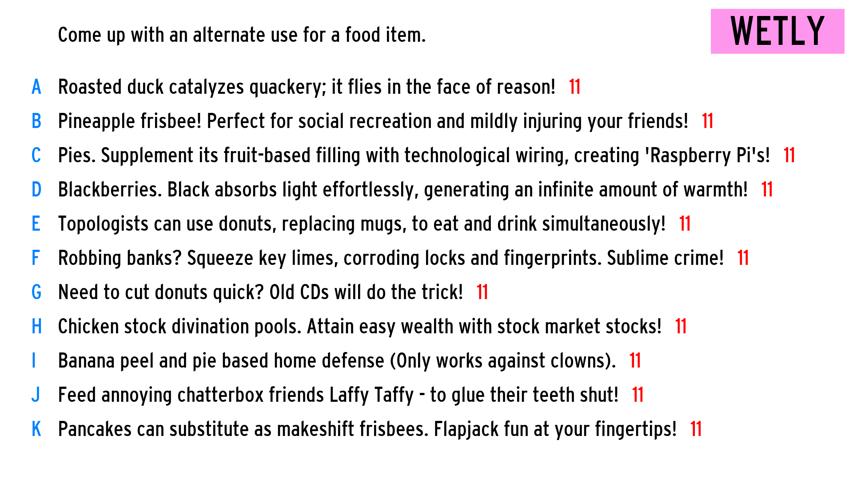 Come up with an alternate use for a food item.
WETLY
A Roasted duck catalyzes quackery; it flies in the face of reason! 11
B Pineapple frisbee! Perfect for social recreation and mildly injuring your friends! 11
C Pies. Supplement its fruit-based filling with technological wiring, creating 'Raspberry Pi's! 11
D Blackberries. Black absorbs light effortlessly, generating an infinite amount of warmth! 11
E Topologists can use donuts, replacing mugs, to eat and drink simultaneously! 11
F Robbing banks? Squeeze key limes, corroding locks and fingerprints. Sublime crime! 11
G Need to cut donuts quick? Old CDs will do the trick! 11
H Chicken stock divination pools. Attain easy wealth with stock market stocks! 11
I Banana peel and pie based home defense (Only works against clowns). 11
J Feed annoying chatterbox friends Laffy Taffy - to glue their teeth shut! 11
K Pancakes can substitute as makeshift frisbees. Flapjack fun at your fingertips! 11